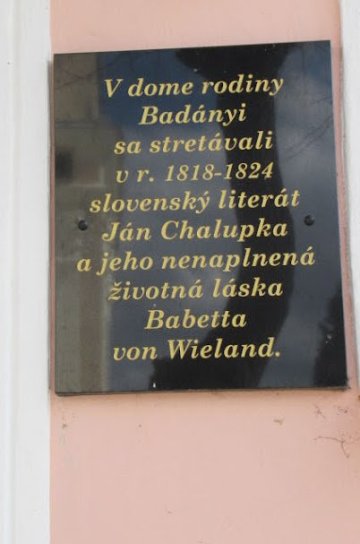 V dome rodiny
Badányi
sa stretávali
v r. 1818-1824
slovenský literát
Ján Chalupka
a jeho nenaplnená
životná láska
Babetta
von Wieland.